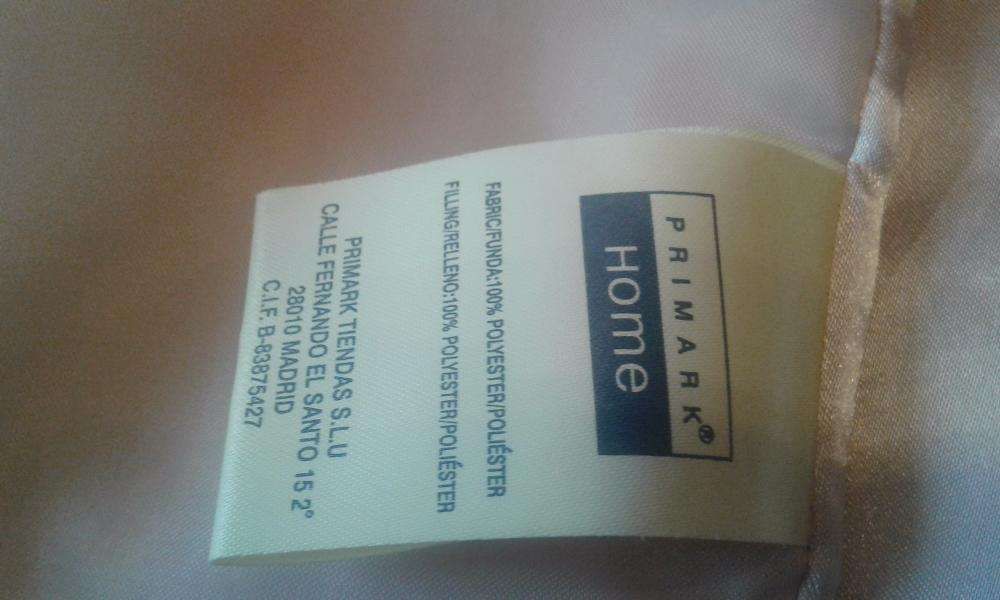 PRIMARK®
Home
FABRIC/FUNDA:100% POLYESTER/POLIÉSTER
FILLING/RELLENO:100% POLYESTER/POLIÉSTER
PRIMARK TIENDAS S.L.U
CALLE FERNANDO EL SANTO 15 2º
28010 MADRID
C.I.F. B-83875427